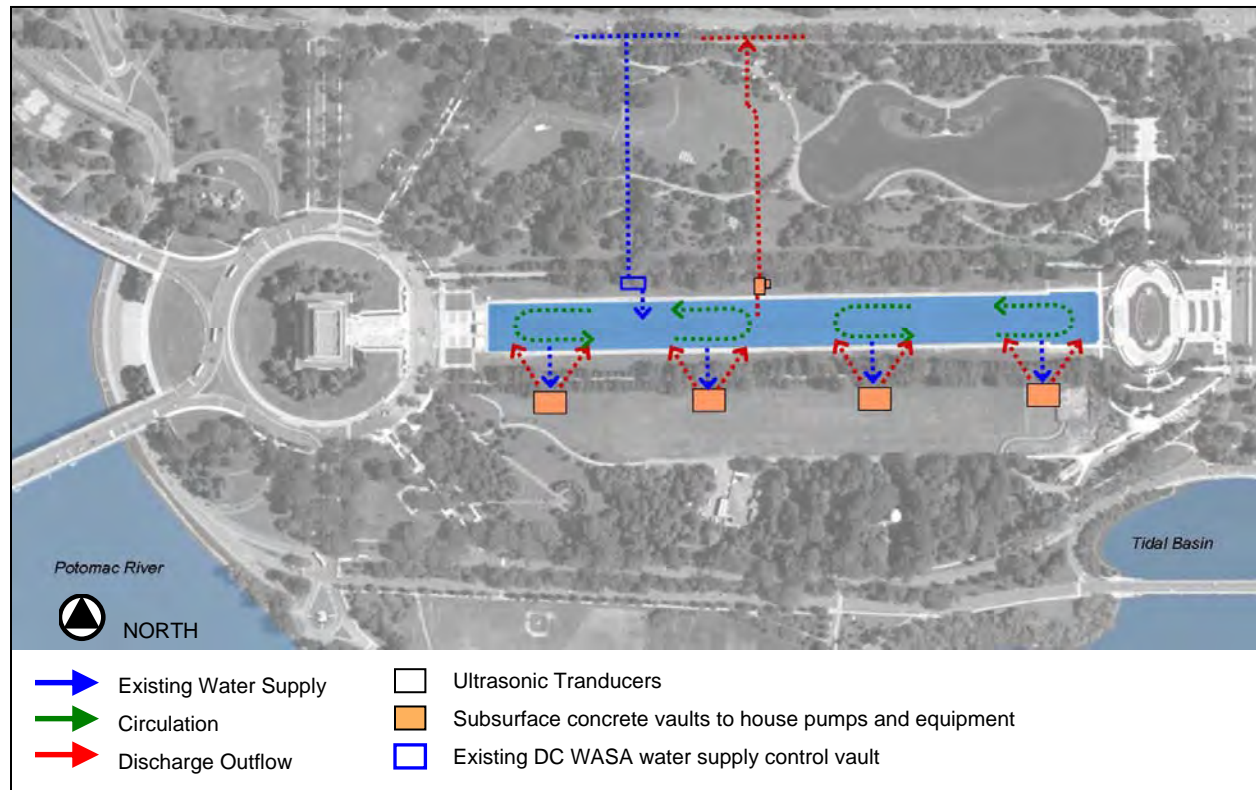 Tidal Basin
Potomac River
NORTH
Existing Water Supply
Circulation
Discharge Outflow
Ultrasonic Tranducers
Subsurface concrete vaults to house pumps and equipment
Existing DC WASA water supply control vault